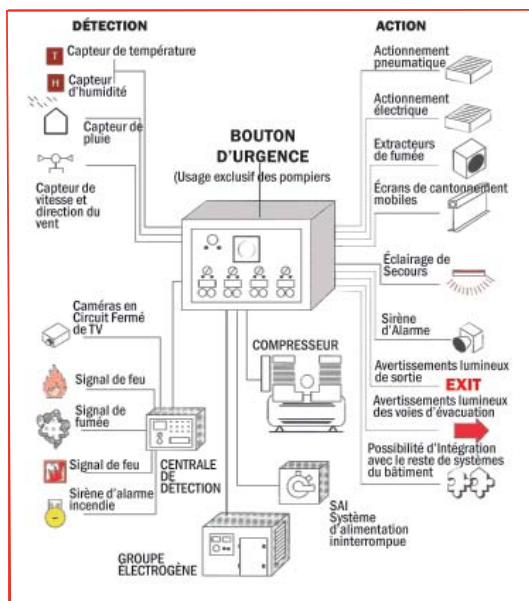 DÉTECTION
T
Capteur de température
H
Capteur
d'humidité
Capteur de
pluie
Capteur de
vitesse et
direction du
vent
BOUTON
D'URGENCE
(Usage exclusif des pompiers
ACTION
Actionnement
pneumatique
Actionnement
électrique
Extracteurs
de fumée
Écrans de cantonnement
mobiles
Éclairage de
Secours
Sirène
d'Alarme
Avertissements lumineux
de sortie
EXIT
Avertissements lumineux
des voies d'évacuation
Possibilité d'Intégration
avec le reste de systèmes
du bâtiment
Caméras en
Circuit Fermé
de TV
Signal de feu
Signal de
fumée
Signal de feu
Sirène d'alarme
incendie
CENTRALE
DE
DÉTECTION
COMPRESSEUR
SAI
Système
d'alimentation
ininterrompue
GROUPE
ÉLECTROGÈNE